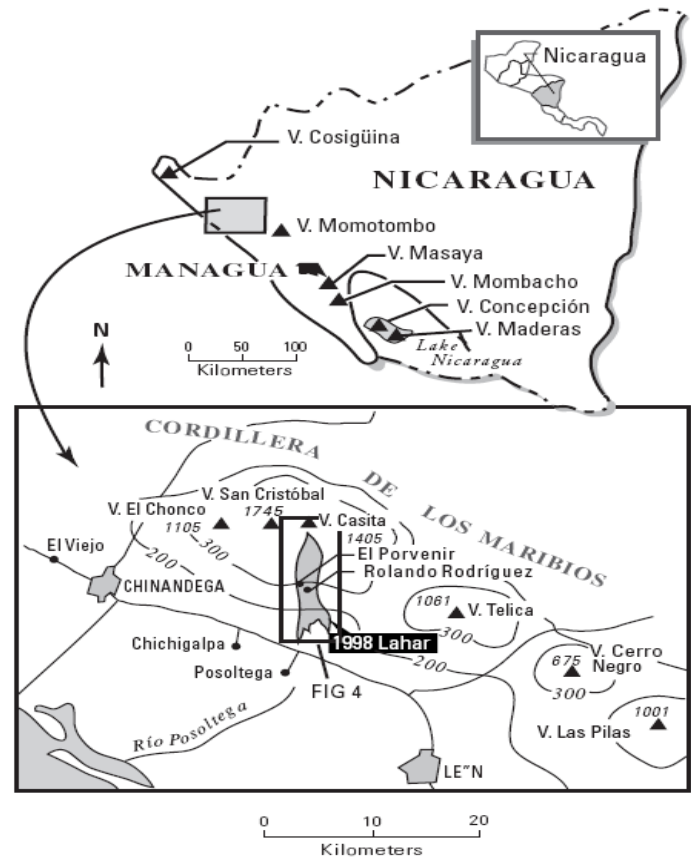 Nicaragua
V. Cosigüina
NICARAGUA
V. Momotombo
V. Masaya
MANAGUA
V. Mombacho
V. Concepción
V. Maderas
Lake
Nicaragua
N
0 50 100
Kilometers
CORDILLERA
DE LOS MARIBIOS
V. San Cristóbal
V. El Chonco
1745
1105
V. Casita
1405
300
200
El Viejo
El Porvenir
Rolando Rodríguez
CHINANDEGA
1061
V. Telica
300
Chichigalpa
1998 Lahar
200
V. Cerro
Negro
675
300
Posoltega
FIG 4
1001
V. Las Pilas
Río Posoltega
LE"N
0 10 20
Kilometers